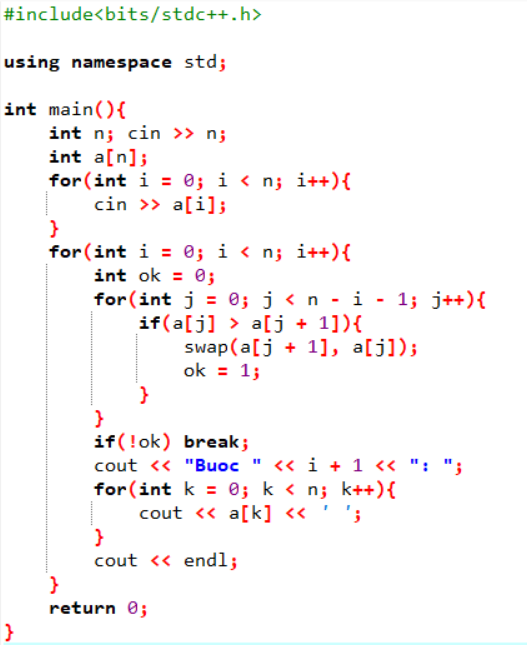 #include<bits/stdc++.h>
using namespace std;
int main(){
    int n; cin >> n;
    int a[n];
    for(int i = 0; i < n; i++){
        cin >> a[i];
    }
    for(int i = 0; i < n; i++){
        int ok = 0;
        for(int j = 0; j < n - i - 1; j++){
            if(a[j] > a[j + 1]){
                swap(a[j + 1], a[j]);
                ok = 1;
            }
        }
        if(!ok) break;
        cout << "Buoc " << i + 1 << ": ";
        for(int k = 0; k < n; k++){
            cout << a[k] << ' ';
        }
        cout << endl;
    }
    return 0;
}